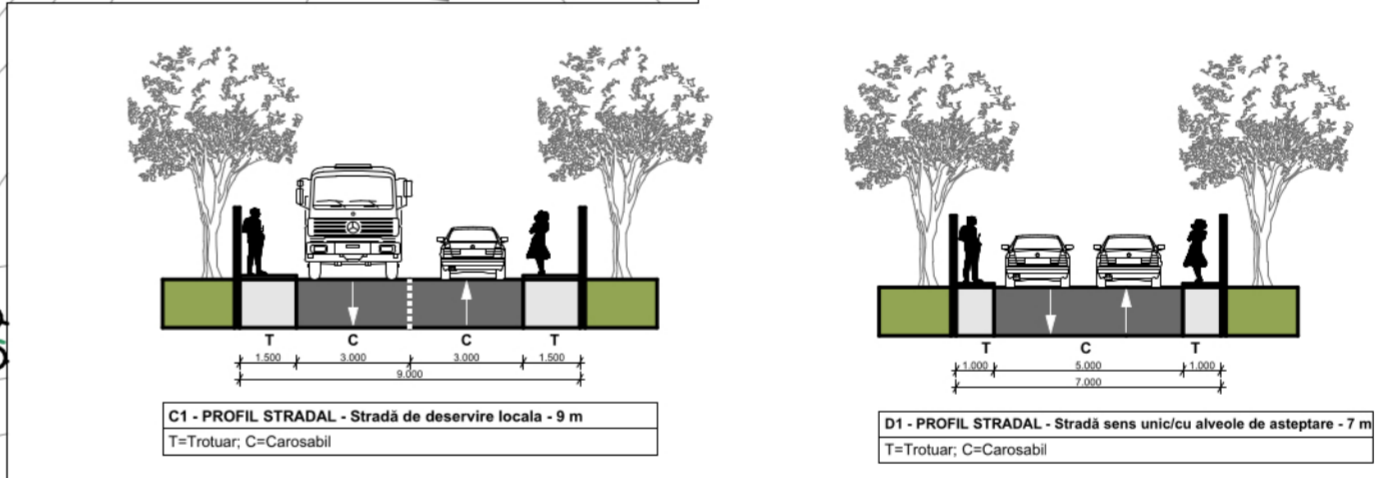 T C C T
1.500 3.000 3.000 1.500
9.000
C1 - PROFIL STRADAL - Stradă de deservire locala - 9 m
T=Trotuar; C=Carosabil
T C T
1.000 5.000 1.000
7.000
D1 - PROFIL STRADAL - Stradă sens unic/cu alveole de asteptare - 7 m
T=Trotuar; C=Carosabil